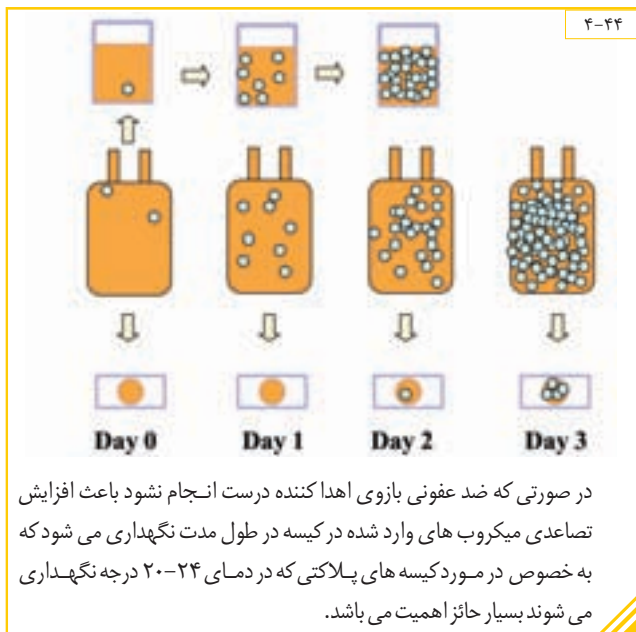 ۴-۴۴
Day 0 Day 1 Day 2 Day 3
در صورتی که ضد عفونی بازوی اهدا کننده درست انـجام نشود باعث افزایش
تصاعدی میکروب های وارد شده در کیسه در طول مدت نگهداری می شود که
به خصوص در مـورد کیسه های پـلاکتی که در دمـای ۲۴-۲۰ درجه نگهـداری
می شوند بسیار حائز اهمیت می باشد.